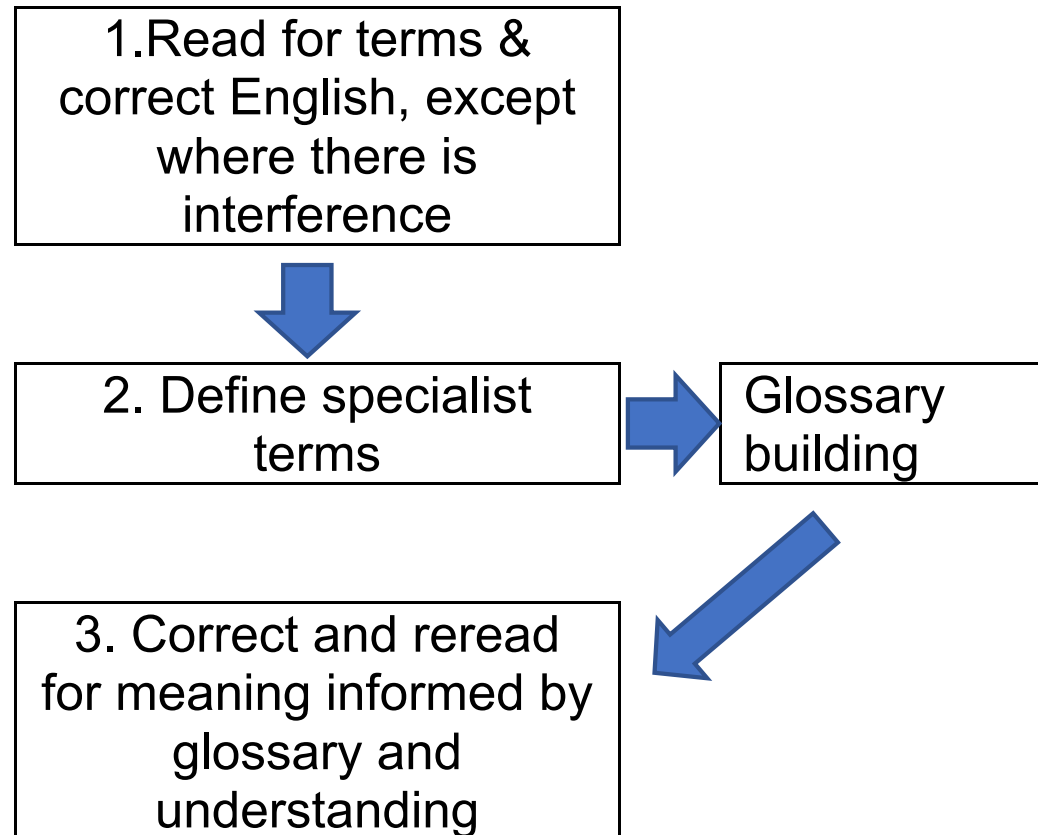 1.Read for terms &
correct English, except
where there is
interference
2. Define specialist
terms
Glossary
building
3. Correct and reread
for meaning informed by
glossary and
understanding